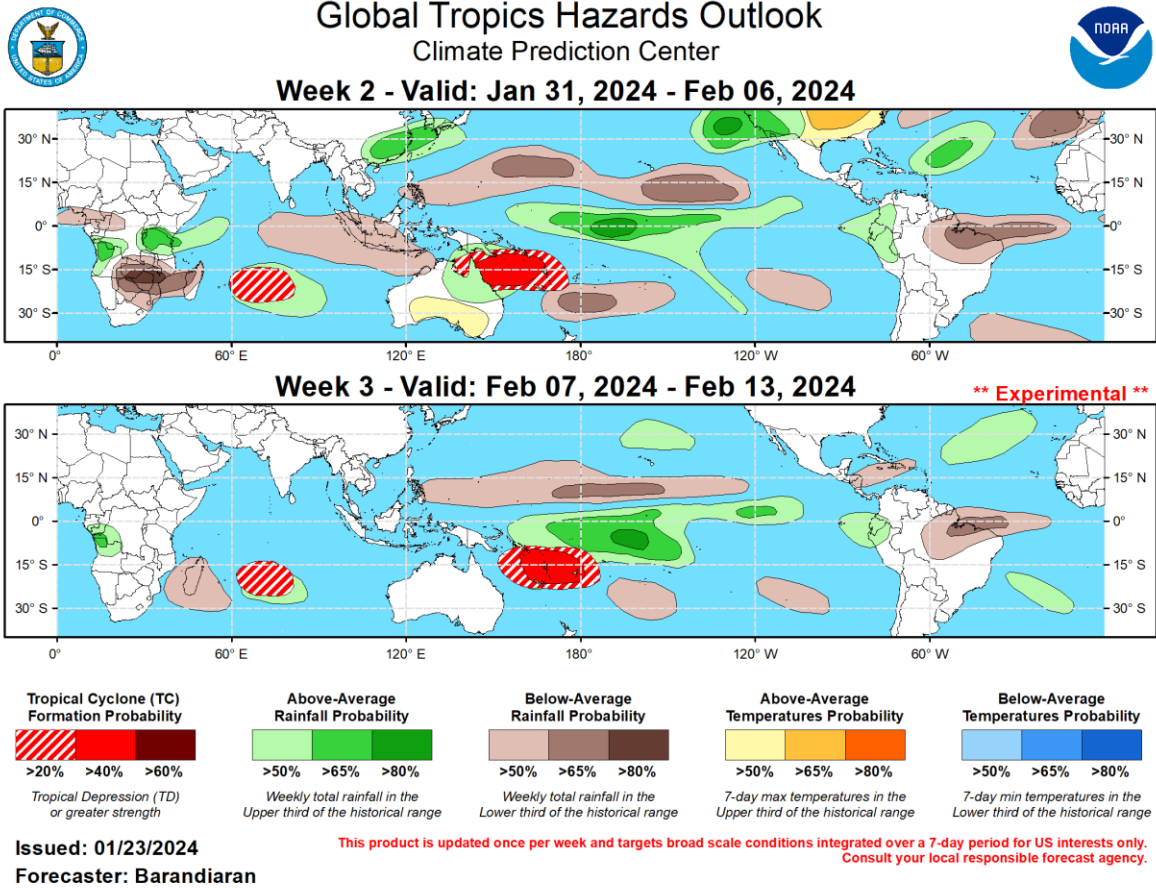 Global Tropics Hazards Outlook
Climate Prediction Center
DEPARTMENT OF COMMERCE
UNITED STATES OF AMERICA
NOAA
Week 2 - Valid: Jan 31, 2024 - Feb 06, 2024
30° N 30° N
15° N 15° N
0° 0°
15° S 15° S
30° S 30° S
0° 60° E 120° E 180° 120° W 60° W
Week 3 - Valid: Feb 07, 2024 - Feb 13, 2024
** Experimental **
30° N 30° N
15° N 15° N
0° 0°
15° S 15° S
30° S 30° S
0° 60° E 120° E 180° 120° W 60° W
Tropical Cyclone (TC)
Formation Probability
>20% >40% >60%
Tropical Depression (TD)
or greater strength
Above-Average
Rainfall Probability
>50% >65% >80%
Weekly total rainfall in the
Upper third of the historical range
Below-Average
Rainfall Probability
>50% >65% >80%
Weekly total rainfall in the
Lower third of the historical range
Above-Average
Temperatures Probability
>50% >65% >80%
7-day max temperatures in the
Upper third of the historical range
Below-Average
Temperatures Probability
>50% >65% >80%
7-day min temperatures in the
Lower third of the historical range
Issued: 01/23/2024
Forecaster: Barandiaran
This product is updated once per week and targets broad scale conditions integrated over a 7-day period for US interests only.
Consult your local responsible forecast agency.